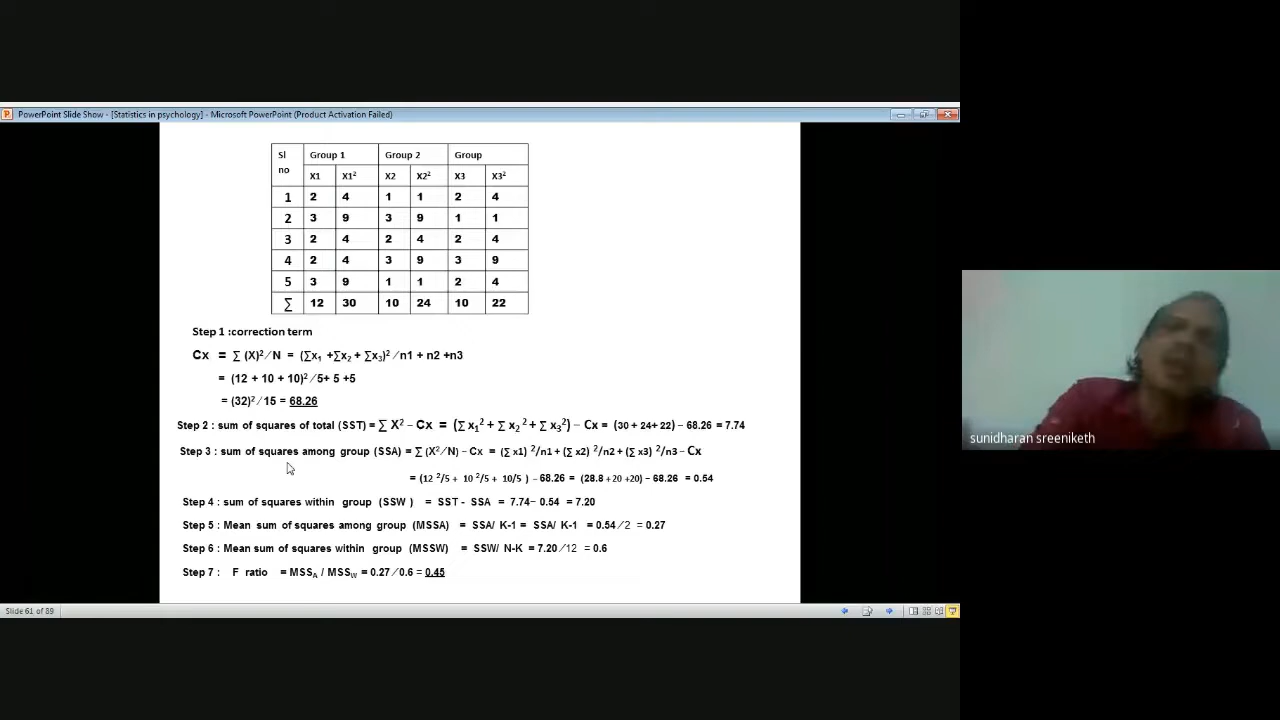 PowerPoint Slide Show - [Statistics in psychology] - Microsoft PowerPoint (Product Activation Failed)
Sl no Group 1 Group 2 Group
X1 X1² X2 X2² X3 X3²
1 2 4 1 1 2 4
2 3 9 3 9 1 1
3 2 4 2 4 2 4
4 2 4 3 9 3 9
5 3 9 1 1 2 4
∑ 12 30 10 24 10 22
Step 1 :correction term
Cx = ∑ (X)²/N = (∑x₁ +∑x₂ + ∑x₃)² /n1 + n2 +n3
= (12 + 10 + 10)² /5+ 5 +5
= (32)² /15 = 68.26
Step 2 : sum of squares of total (SST) = ∑ X² – Cx = (∑ x₁² + ∑ x₂² + ∑ x₃²) – Cx = (30 + 24+ 22) – 68.26 = 7.74
Step 3 : sum of squares among group (SSA) = ∑ (X²/N) – Cx = (∑ x1) ²/n1 + (∑ x2) ²/n2 + (∑ x3) ²/n3 – Cx
= (12 ²/5 + 10 ²/5 + 10/5 ) – 68.26 = (28.8 +20 +20) – 68.26 = 0.54
Step 4 : sum of squares within group (SSW ) = SST - SSA = 7.74– 0.54 = 7.20
Step 5 : Mean sum of squares among group (MSSA) = SSA/ K-1 = SSA/ K-1 = 0.54/2 = 0.27
Step 6 : Mean sum of squares within group (MSSW) = SSW/ N-K = 7.20/12 = 0.6
Step 7 : F ratio = MSSA / MSSW = 0.27/0.6 = 0.45
Slide 61 of 89
sunidharan sreeniketh